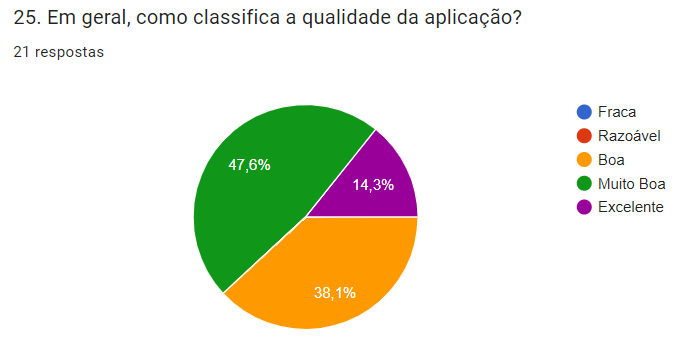 25. Em geral, como classifica a qualidade da aplicação?
21 respostas
Fraca
Razoável
Boa
Muito Boa
Excelente
47,6%
14,3%
38,1%